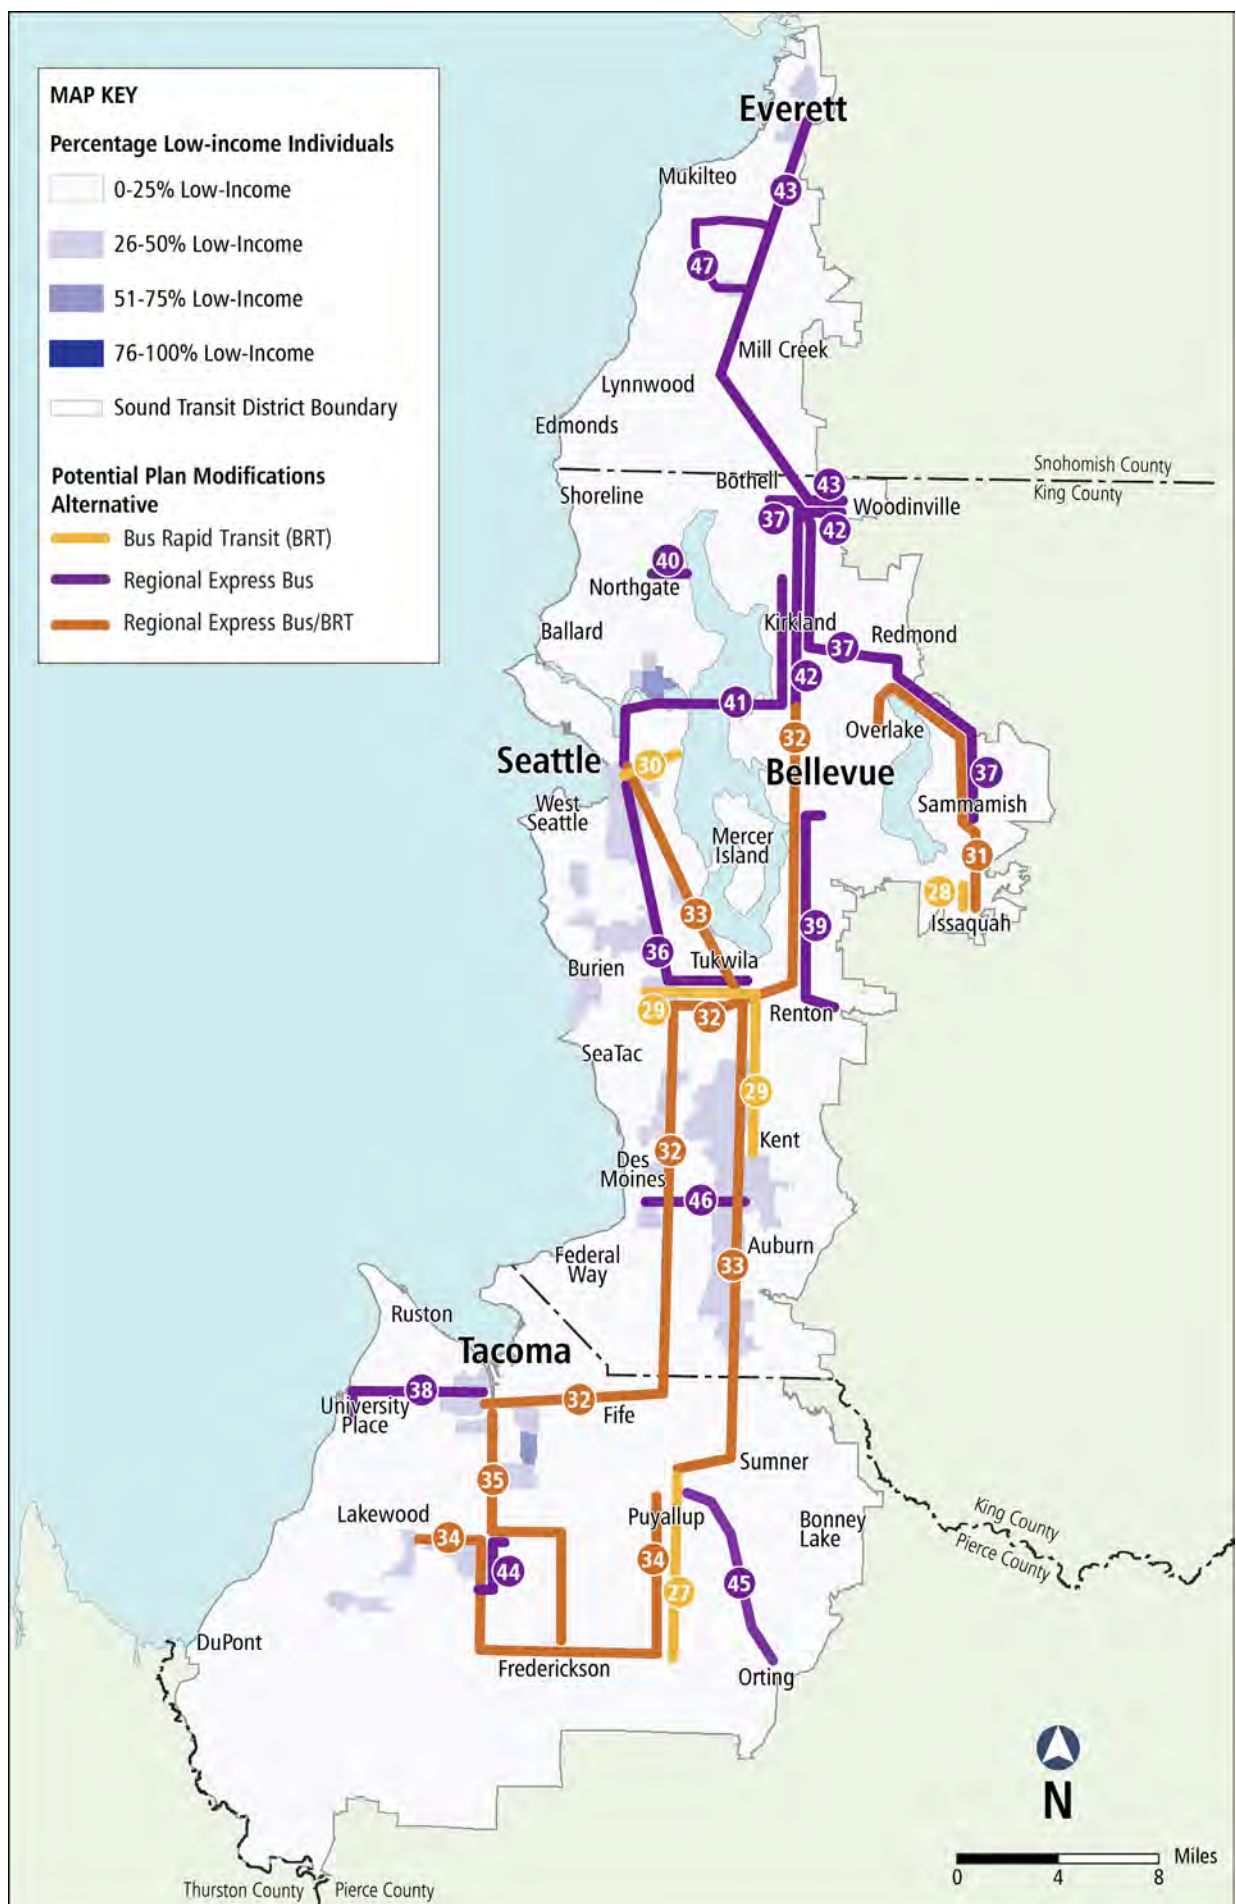 MAP KEY
Percentage Low-income Individuals
0-25% Low-Income
26-50% Low-Income
51-75% Low-Income
76-100% Low-Income
Sound Transit District Boundary
Potential Plan Modifications
Alternative
Bus Rapid Transit (BRT)
Regional Express Bus
Regional Express Bus/BRT
Everett
Mukilteo
43
47
Mill Creek
Lynnwood
Edmonds
Snohomish County
King County
Bothell
43
Shoreline
Woodinville
37
42
40
Northgate
Kirkland
Ballard
Redmond
37
42
41
Overlake
32
Seattle
30
Bellevue
37
West
Seattle
Sammamish
Mercer
Island
31
28
Issaquah
33
39
36
Tukwila
Burien
29
32
Renton
SeaTac
29
Kent
32
Des
Moines
46
Auburn
Federal
Way
33
Ruston
Tacoma
38
32
University
Place
Fife
Sumner
35
Lakewood
Puyallup
Bonney
Lake
King County
Pierce County
34
44
34
27
45
DuPont
Frederickson
Orting
N
Miles
0
4
8
Thurston County
Pierce County